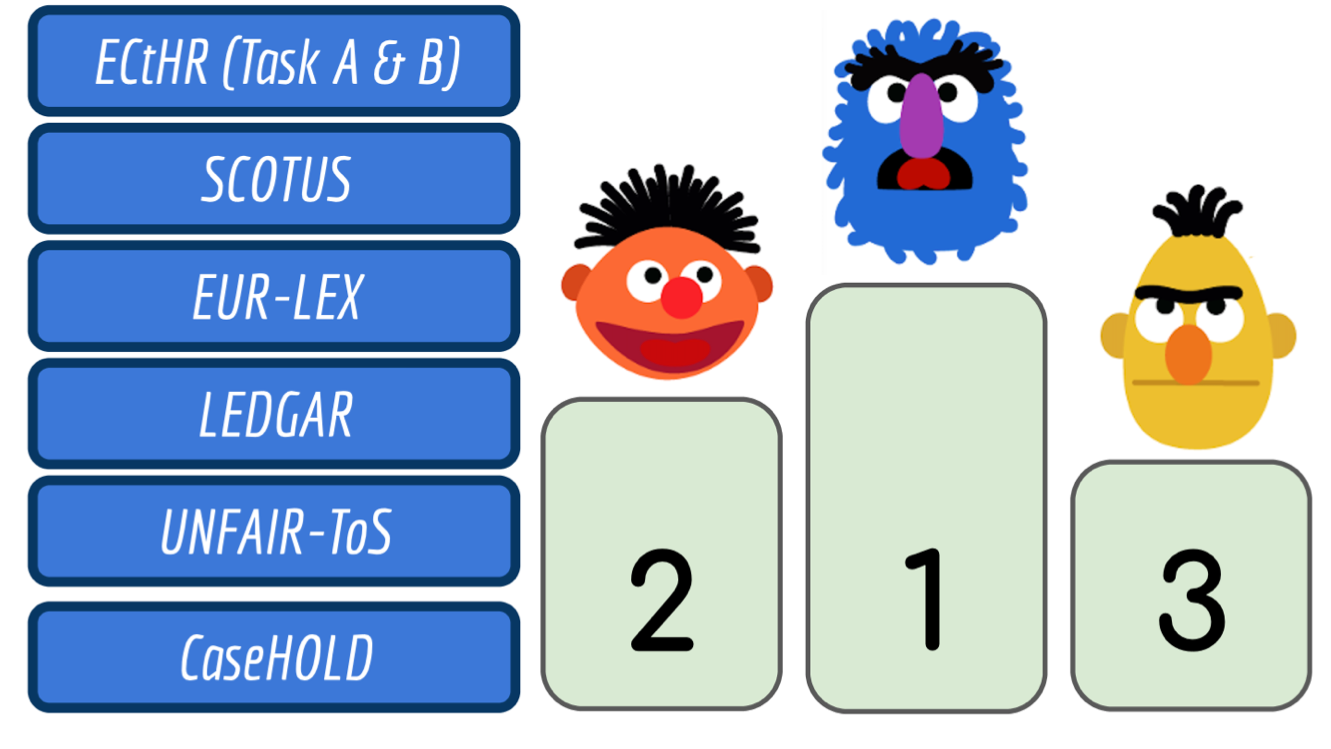 ECtHR (Task A & B)
SCOTUS
EUR-LEX
LEDGAR
UNFAIR-ToS
CaseHOLD
2
1
3